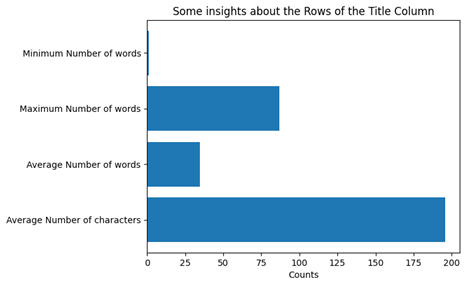 Some insights about the Rows of the Title Column
Minimum Number of words
Maximum Number of words
Average Number of words
Average Number of characters
0 25 50 75 100 125 150 175 200
Counts